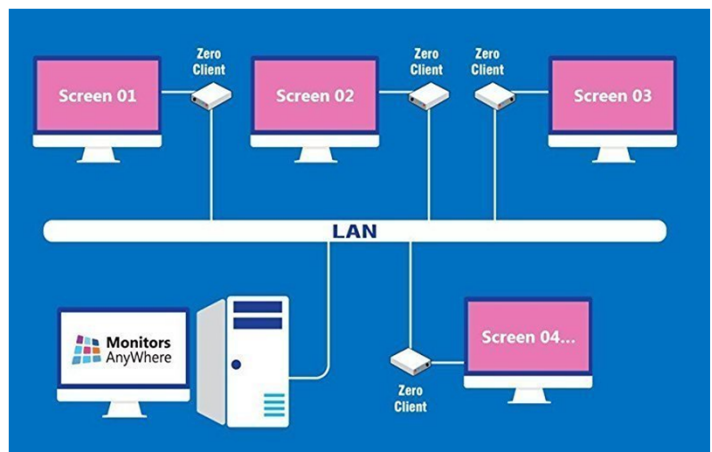 Zero
Client
Zero
Client
Zero
Client
Screen 01
Screen 02
Screen 03
LAN
Monitors
AnyWhere
Screen 04...
Zero
Client